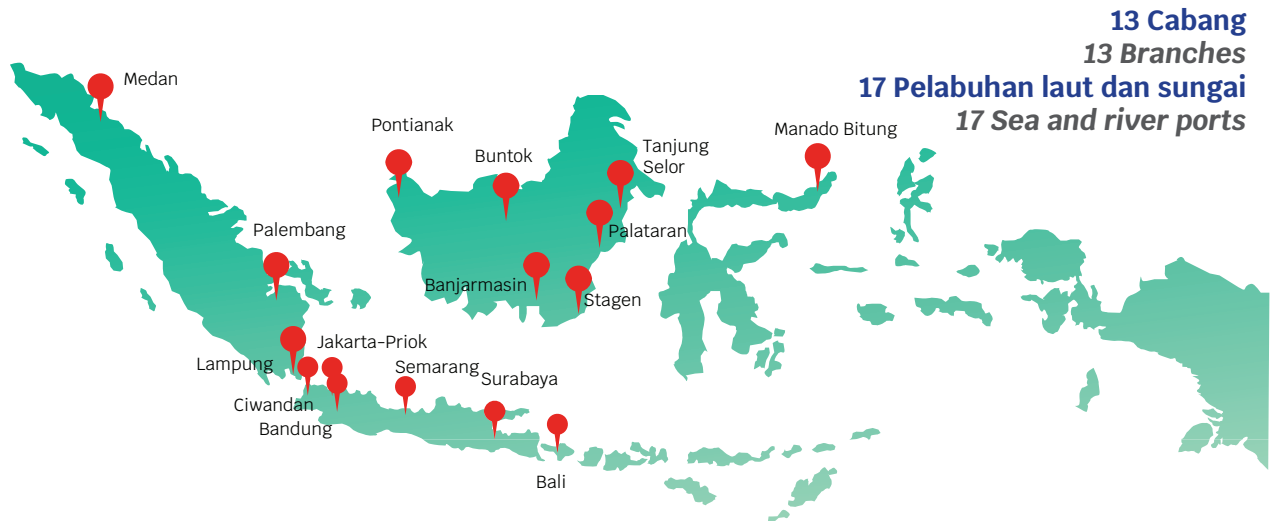 13 Cabang
13 Branches
17 Pelabuhan laut dan sungai
17 Sea and river ports
Medan
Pontianak
Buntok
Tanjung
Selor
Manado Bitung
Palembang
Palataran
Banjarmasin
Stagen
Jakarta-Priok
Lampung
Semarang
Surabaya
Ciwandan
Bandung
Bali